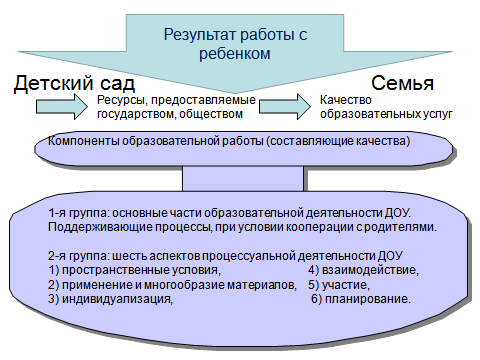 Результат работы с
ребенком
Детский сад
Семья
Ресурсы, предоставляемые
государством, обществом
Качество
образовательных услуг
Компоненты образовательной работы (составляющие качества)
1-я группа: основные части образовательной деятельности ДОУ.
Поддерживающие процессы, при условии кооперации с родителями.
2-я группа: шесть аспектов процессуальной деятельности ДОУ
1) пространственные условия, 4) взаимодействие,
2) применение и многообразие материалов, 5) участие,
3) индивидуализация, 6) планирование.